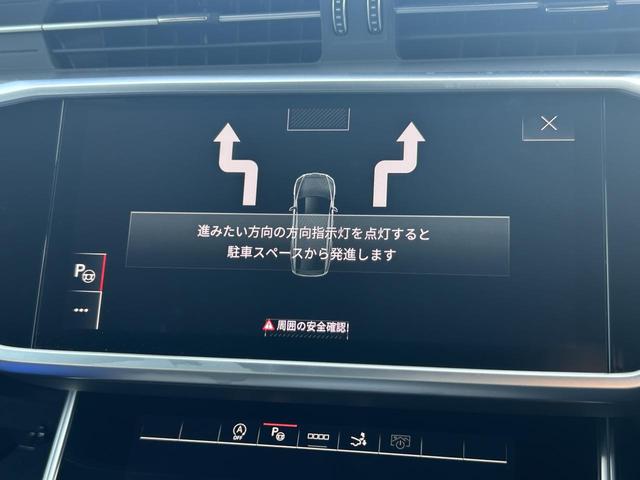 進みたい方向の方向指示灯を点灯すると
駐車スペースから発進します
P
周囲の安全確認!
A
OFF
P